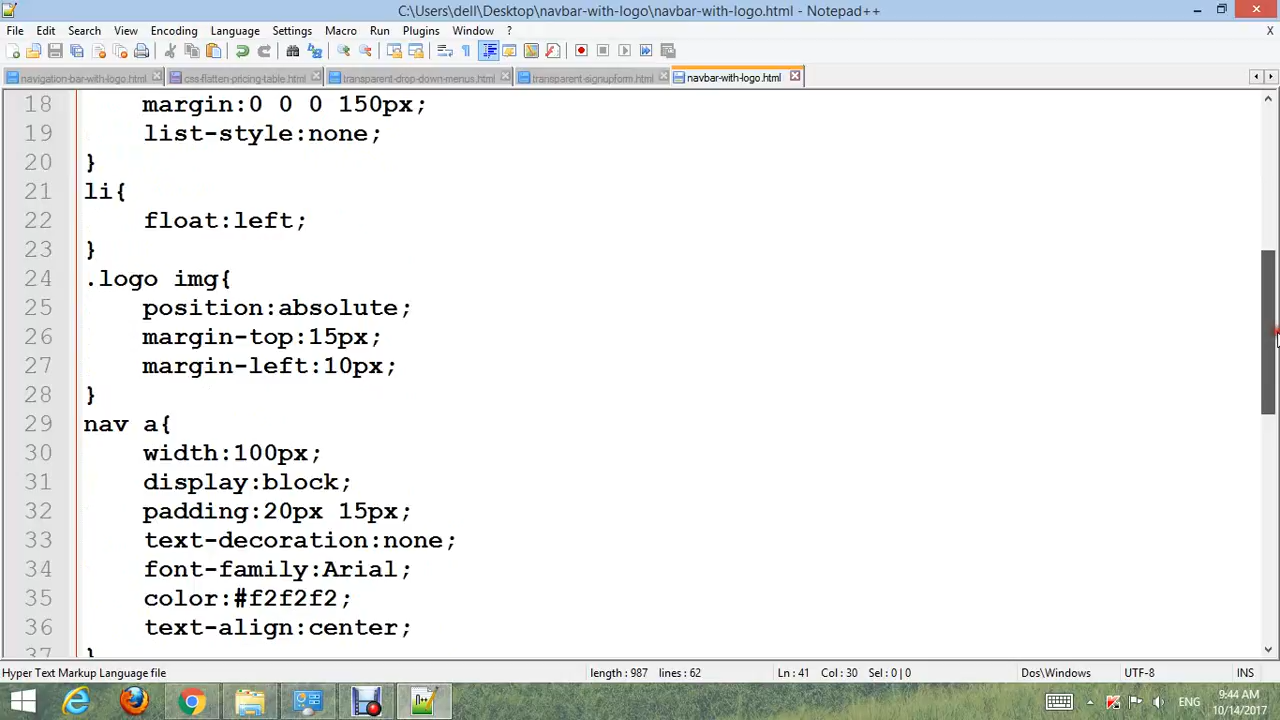 C:\Users\dell\Desktop\navbar-with-logo\navbar-with-logo.html - Notepad++
File Edit Search View Encoding Language Settings Macro Run Plugins Window ? X
navigation-bar-with-logo.html css-flatten-pricing-table.html transparent-drop-down-menus.html transparent-signupform.html navbar-with-logo.html
18 margin:0 0 0 150px;
19 list-style:none;
20 }
21 li{
22 float:left;
23 }
24 .logo img{
25 position:absolute;
26 margin-top:15px;
27 margin-left:10px;
28 }
29 nav a{
30 width:100px;
31 display:block;
32 padding:20px 15px;
33 text-decoration:none;
34 font-family:Arial;
35 color:#f2f2f2;
36 text-align:center;
37 }
Hyper Text Markup Language file length : 987 lines : 62 Ln : 41 Col : 30 Sel : 0 | 0 Dos\Windows UTF-8 INS
ENG 9:44 AM
10/14/2017